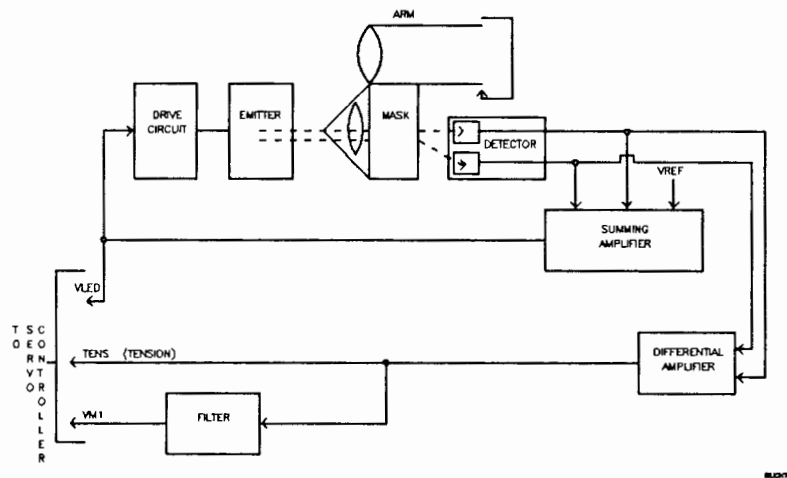 ARM
DRIVE
CIRCUIT
EMITTER
MASK
DETECTOR
VREF
SUMMING
AMPLIFIER
VLED
TO
SERVO
CONTROLLER
TENS (TENSION)
DIFFERENTIAL
AMPLIFIER
VM1
FILTER